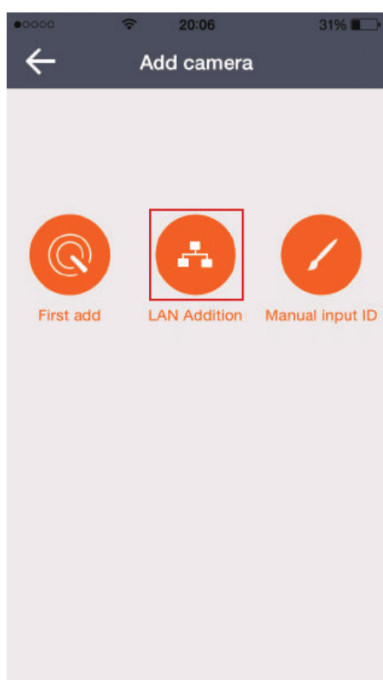 20:06
31%
Add camera
First add
LAN Addition
Manual input ID